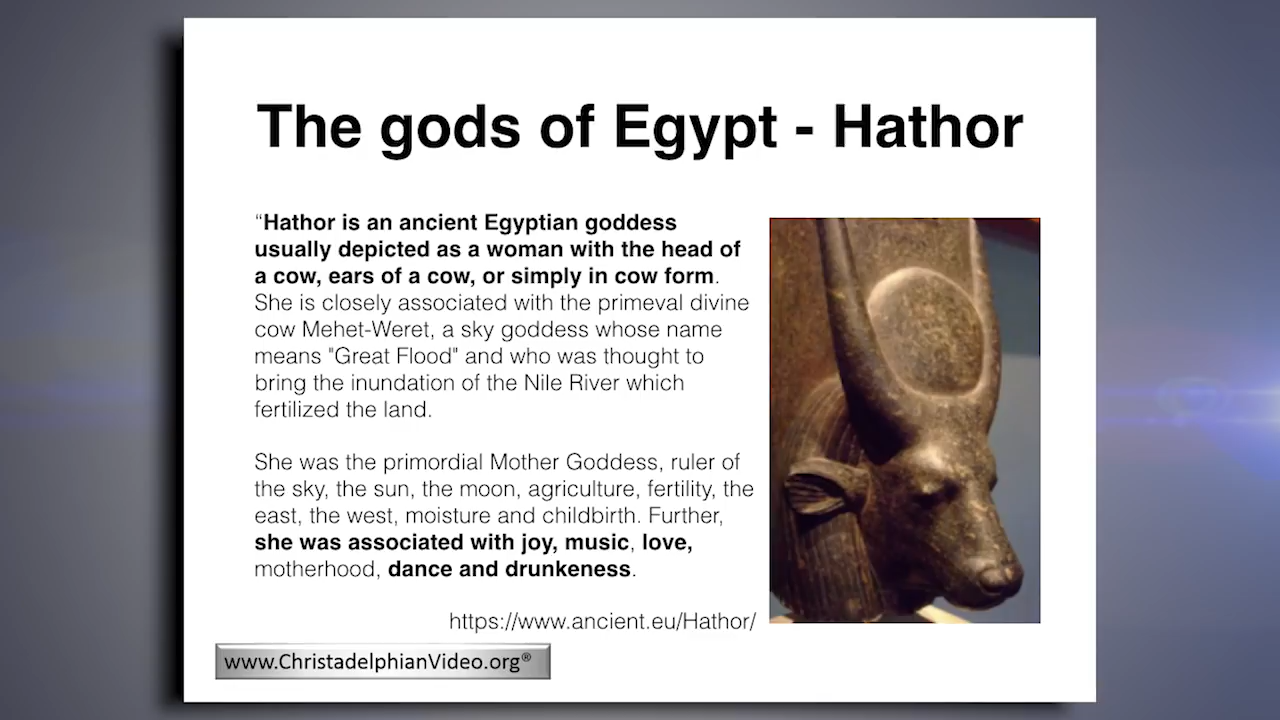 The gods of Egypt - Hathor
“Hathor is an ancient Egyptian goddess
usually depicted as a woman with the head of
a cow, ears of a cow, or simply in cow form.
She is closely associated with the primeval divine
cow Mehet-Weret, a sky goddess whose name
means "Great Flood" and who was thought to
bring the inundation of the Nile River which
fertilized the land.
She was the primordial Mother Goddess, ruler of
the sky, the sun, the moon, agriculture, fertility, the
east, the west, moisture and childbirth. Further,
she was associated with joy, music, love,
motherhood, dance and drunkeness.
https://www.ancient.eu/Hathor/
www.ChristadelphianVideo.org®